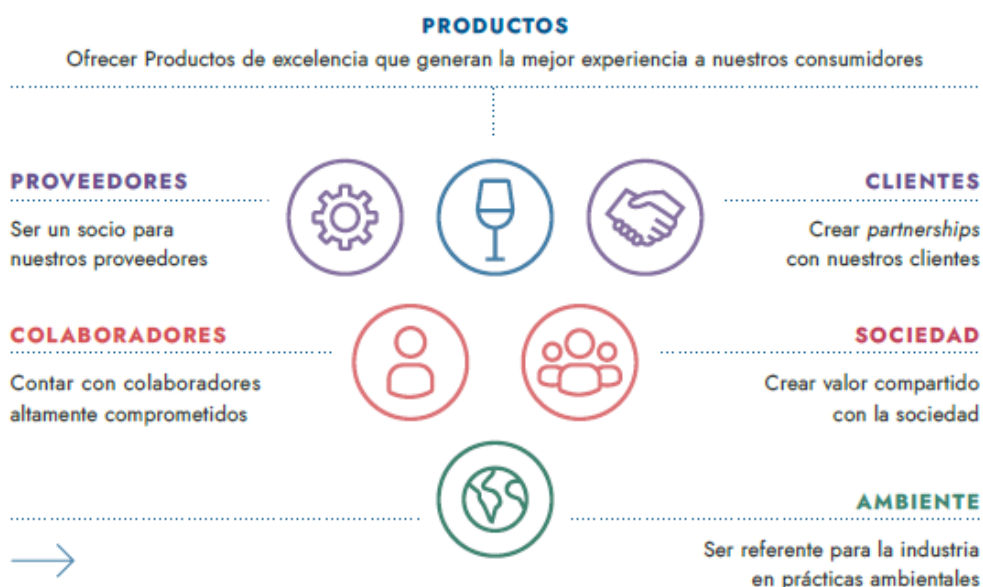 PRODUCTOS
Ofrecer Productos de excelencia que generan la mejor experiencia a nuestros consumidores
PROVEEDORES
Ser un socio para
nuestros proveedores
CLIENTES
Crear partnerships
con nuestros clientes
COLABORADORES
Contar con colaboradores
altamente comprometidos
SOCIEDAD
Crear valor compartido
con la sociedad
AMBIENTE
Ser referente para la industria
en prácticas ambientales